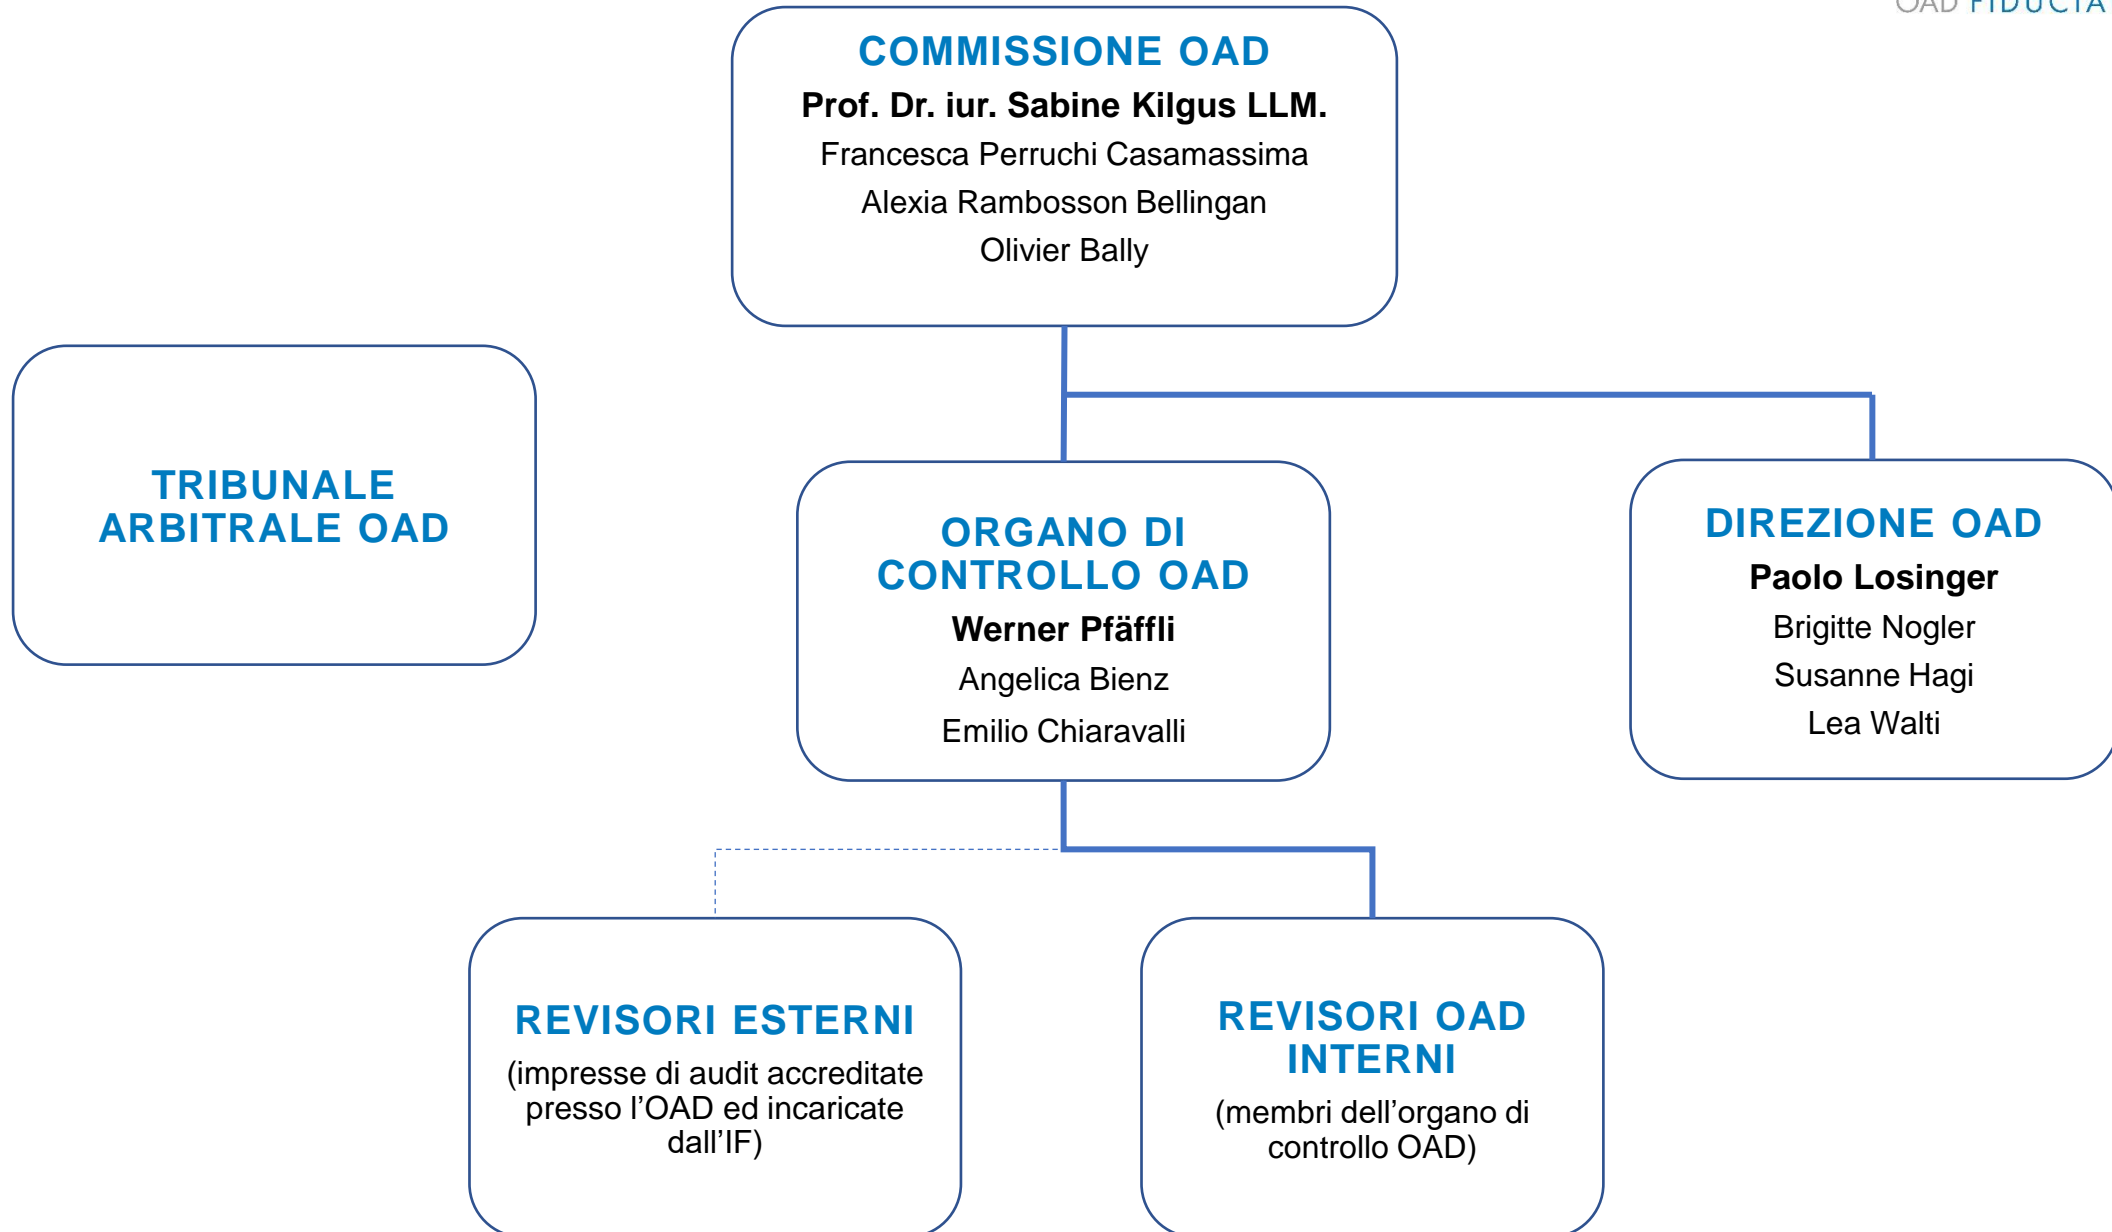 OAD FIDUCIA
COMMISSIONE OAD
Prof. Dr. iur. Sabine Kilgus LLM.
Francesca Perruchi Casamassima
Alexia Rambosson Bellingan
Olivier Bally
TRIBUNALE
ARBITRALE OAD
ORGANO DI
CONTROLLO OAD
Werner Pfäffli
Angelica Bienz
Emilio Chiaravalli
DIREZIONE OAD
Paolo Losinger
Brigitte Nogler
Susanne Hagi
Lea Walti
REVISORI ESTERNI
(impresse di audit accreditate
presso l’OAD ed incaricate
dall’IF)
REVISORI OAD
INTERNI
(membri dell’organo di
controllo OAD)